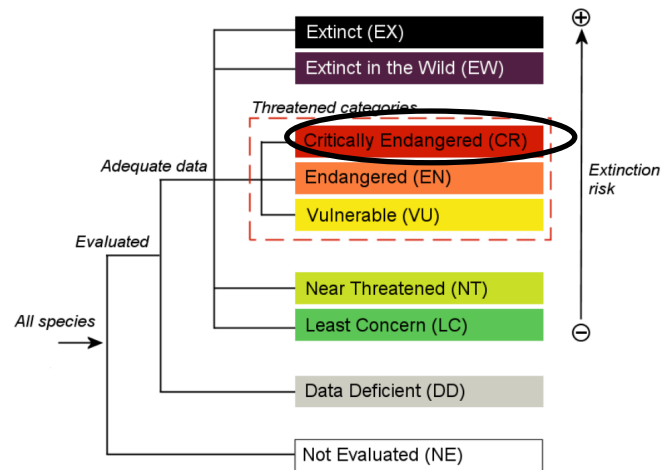 Extinct (EX)
Extinct in the Wild (EW)
Threatened categories
Critically Endangered (CR)
Adequate data
Endangered (EN)
Extinction
risk
Vulnerable (VU)
Evaluated
Near Threatened (NT)
All species
Least Concern (LC)
Data Deficient (DD)
Not Evaluated (NE)